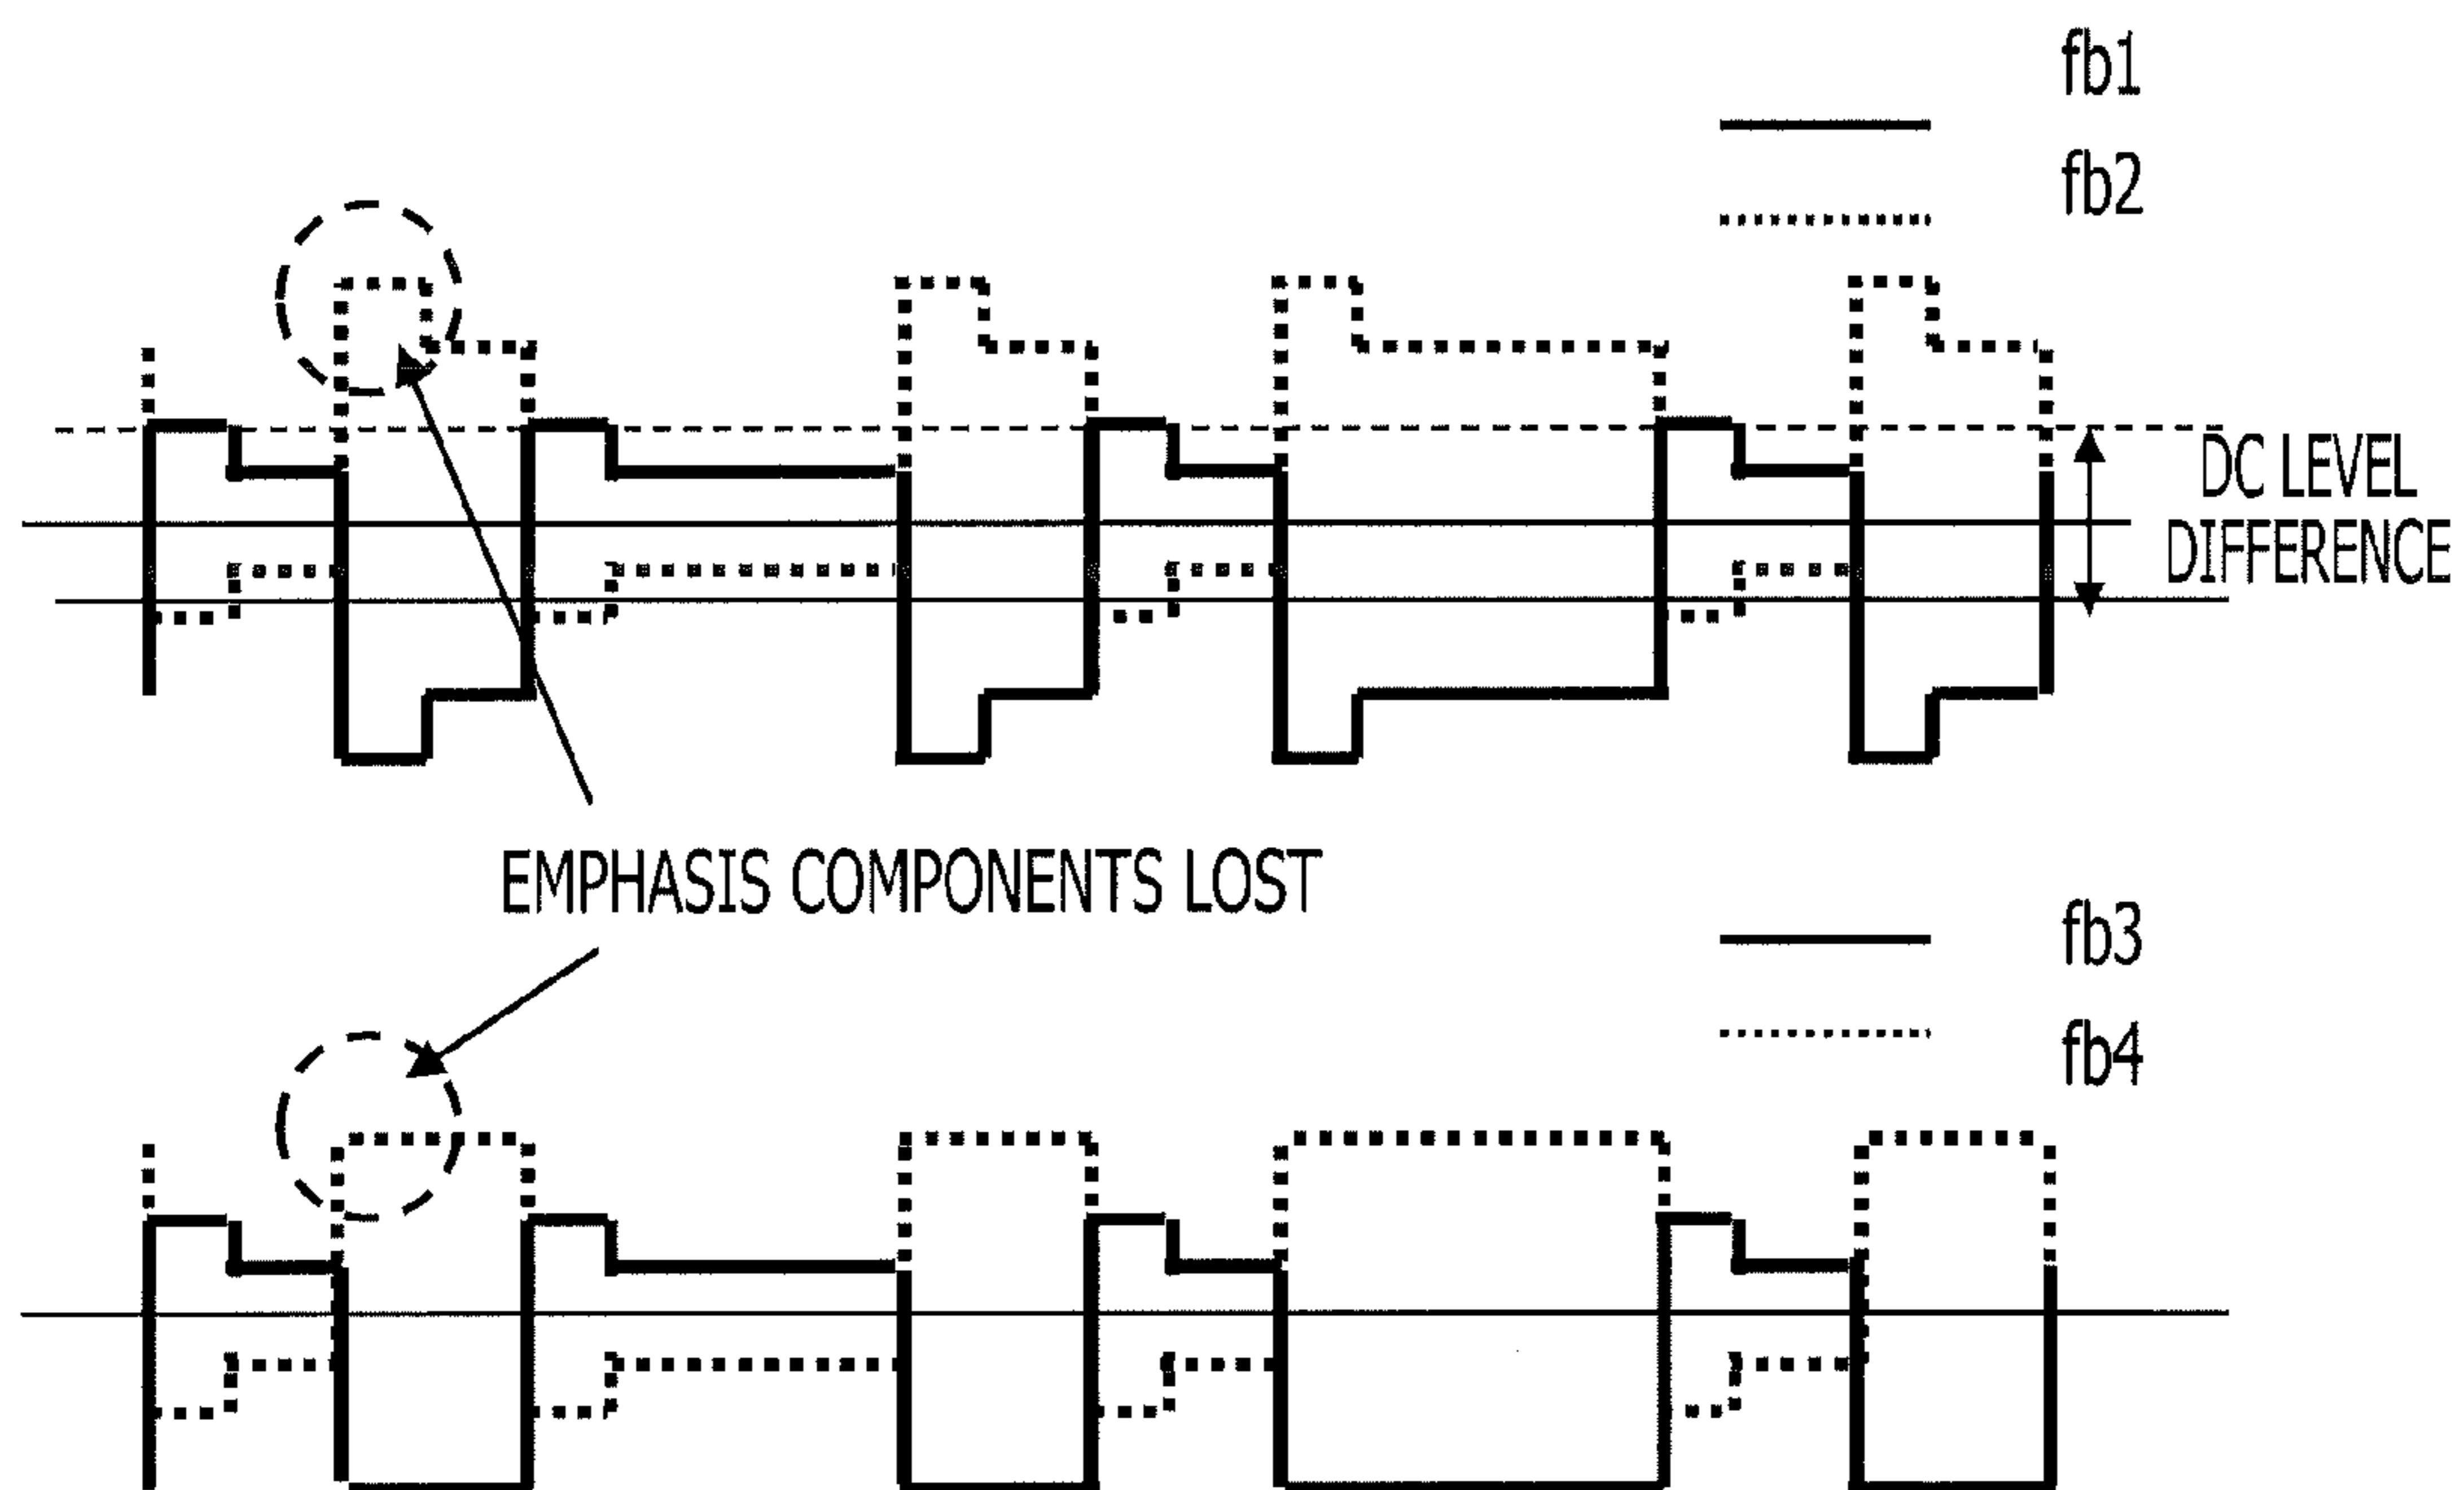 fb1
fb2
DC LEVEL
DIFFERENCE
EMPHASIS COMPONENTS LOST
fb3
fb4